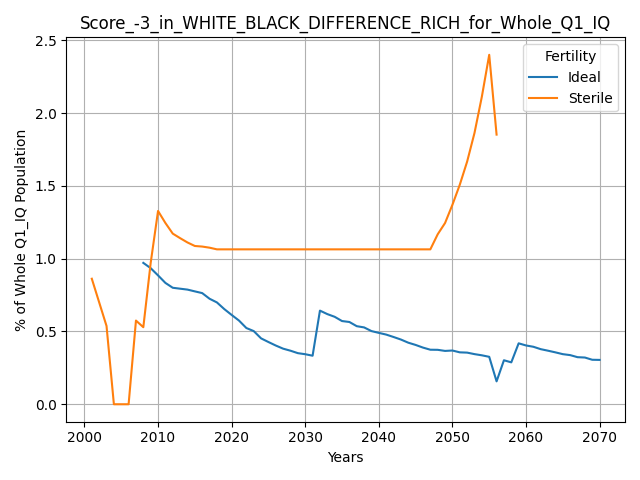 Score_-3_in_WHITE_BLACK_DIFFERENCE_RICH_for_Whole_Q1_IQ
Fertility
Ideal
Sterile
2.5
2.0
1.5
1.0
0.5
0.0
% of Whole Q1_IQ Population
2000 2010 2020 2030 2040 2050 2060 2070
Years